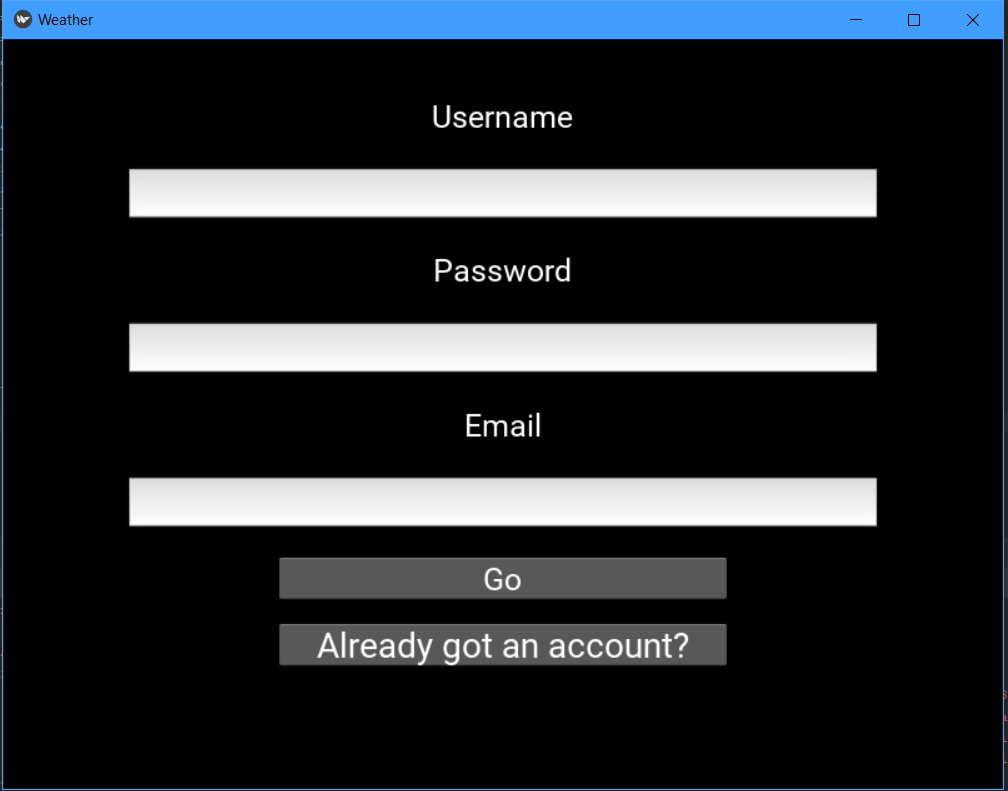 Weather
Username
Password
Email
Go
Already got an account?